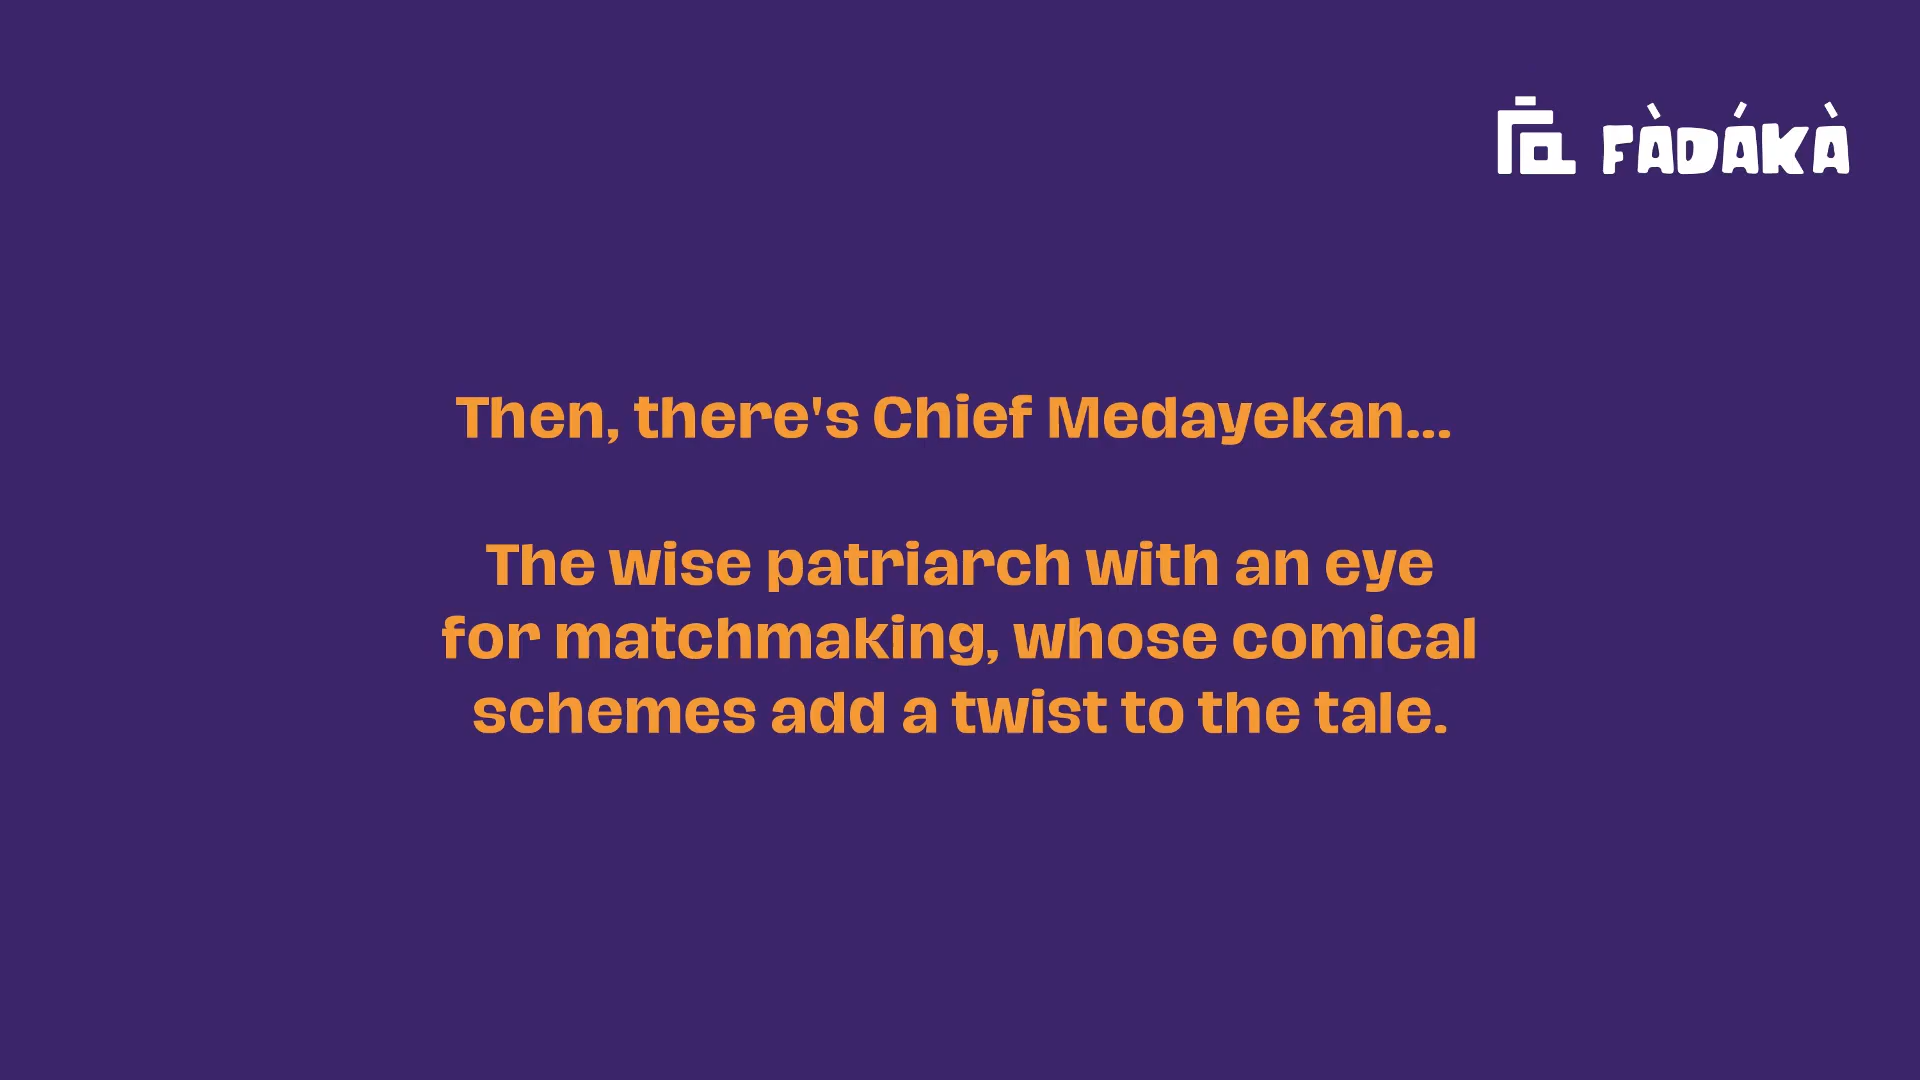 FÀDÁKÀ
Then, there's Chief Medayekan...
The wise patriarch with an eye
for matchmaking, whose comical
schemes add a twist to the tale.